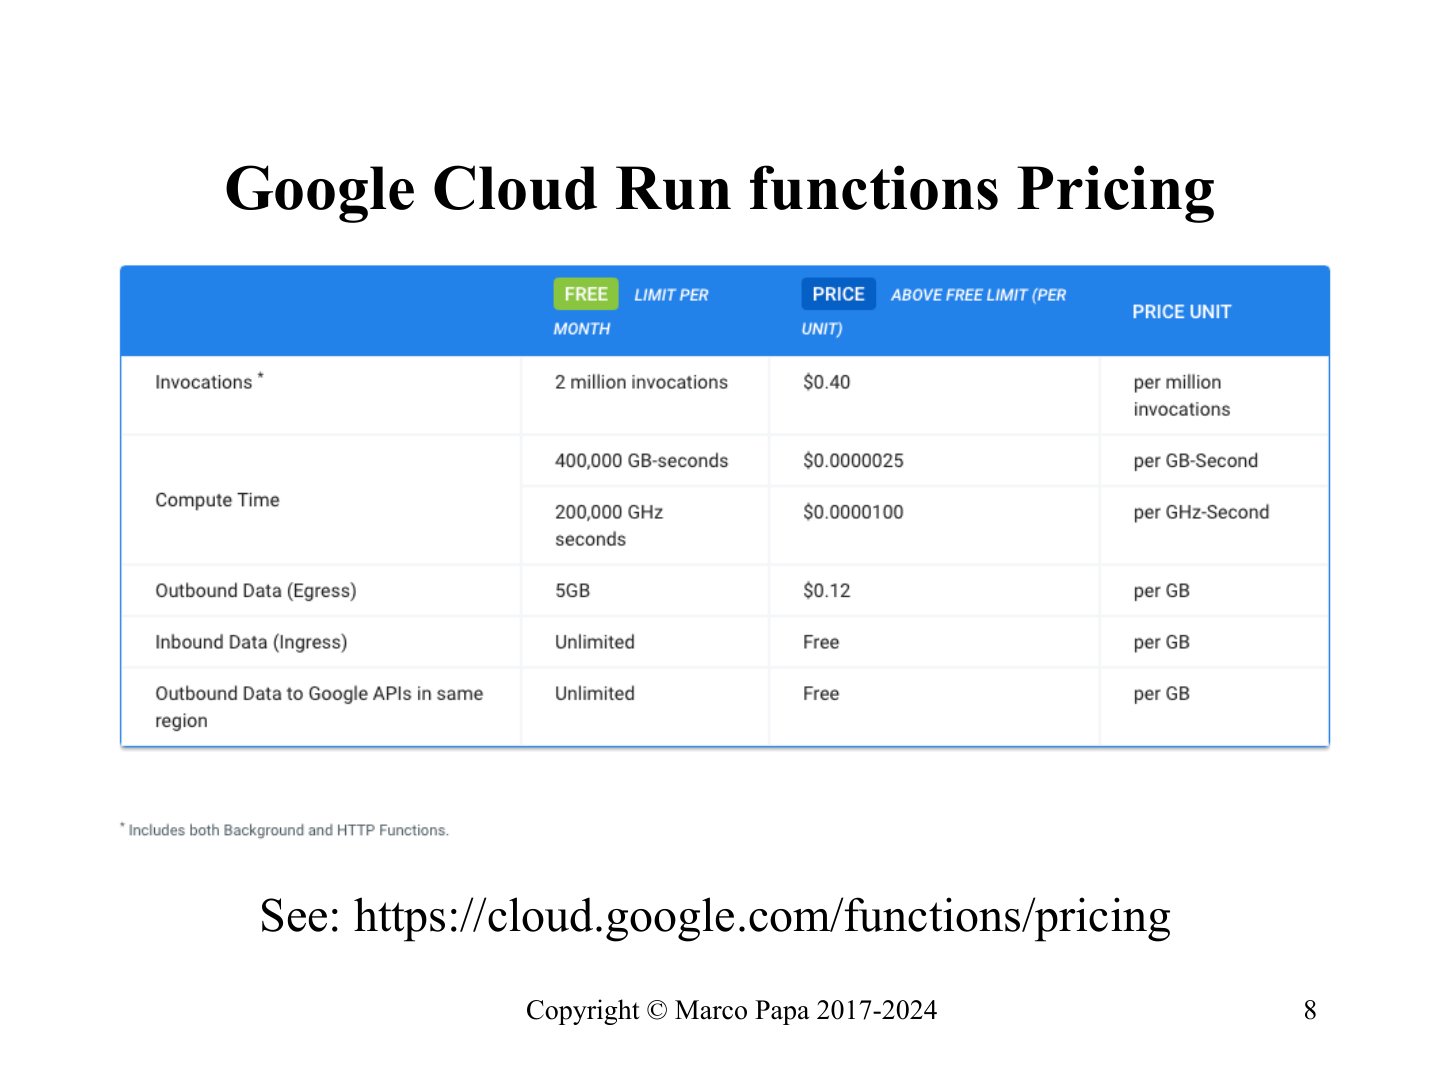 Google Cloud Run functions Pricing
FREE LIMIT PER MONTH
PRICE ABOVE FREE LIMIT (PER UNIT)
PRICE UNIT
Invocations *
2 million invocations
$0.40
per million
invocations
Compute Time
400,000 GB-seconds
$0.0000025
per GB-Second
200,000 GHz
seconds
$0.0000100
per GHz-Second
Outbound Data (Egress)
5GB
$0.12
per GB
Inbound Data (Ingress)
Unlimited
Free
per GB
Outbound Data to Google APIs in same
region
Unlimited
Free
per GB
* Includes both Background and HTTP Functions.
See: https://cloud.google.com/functions/pricing
Copyright © Marco Papa 2017-2024
8